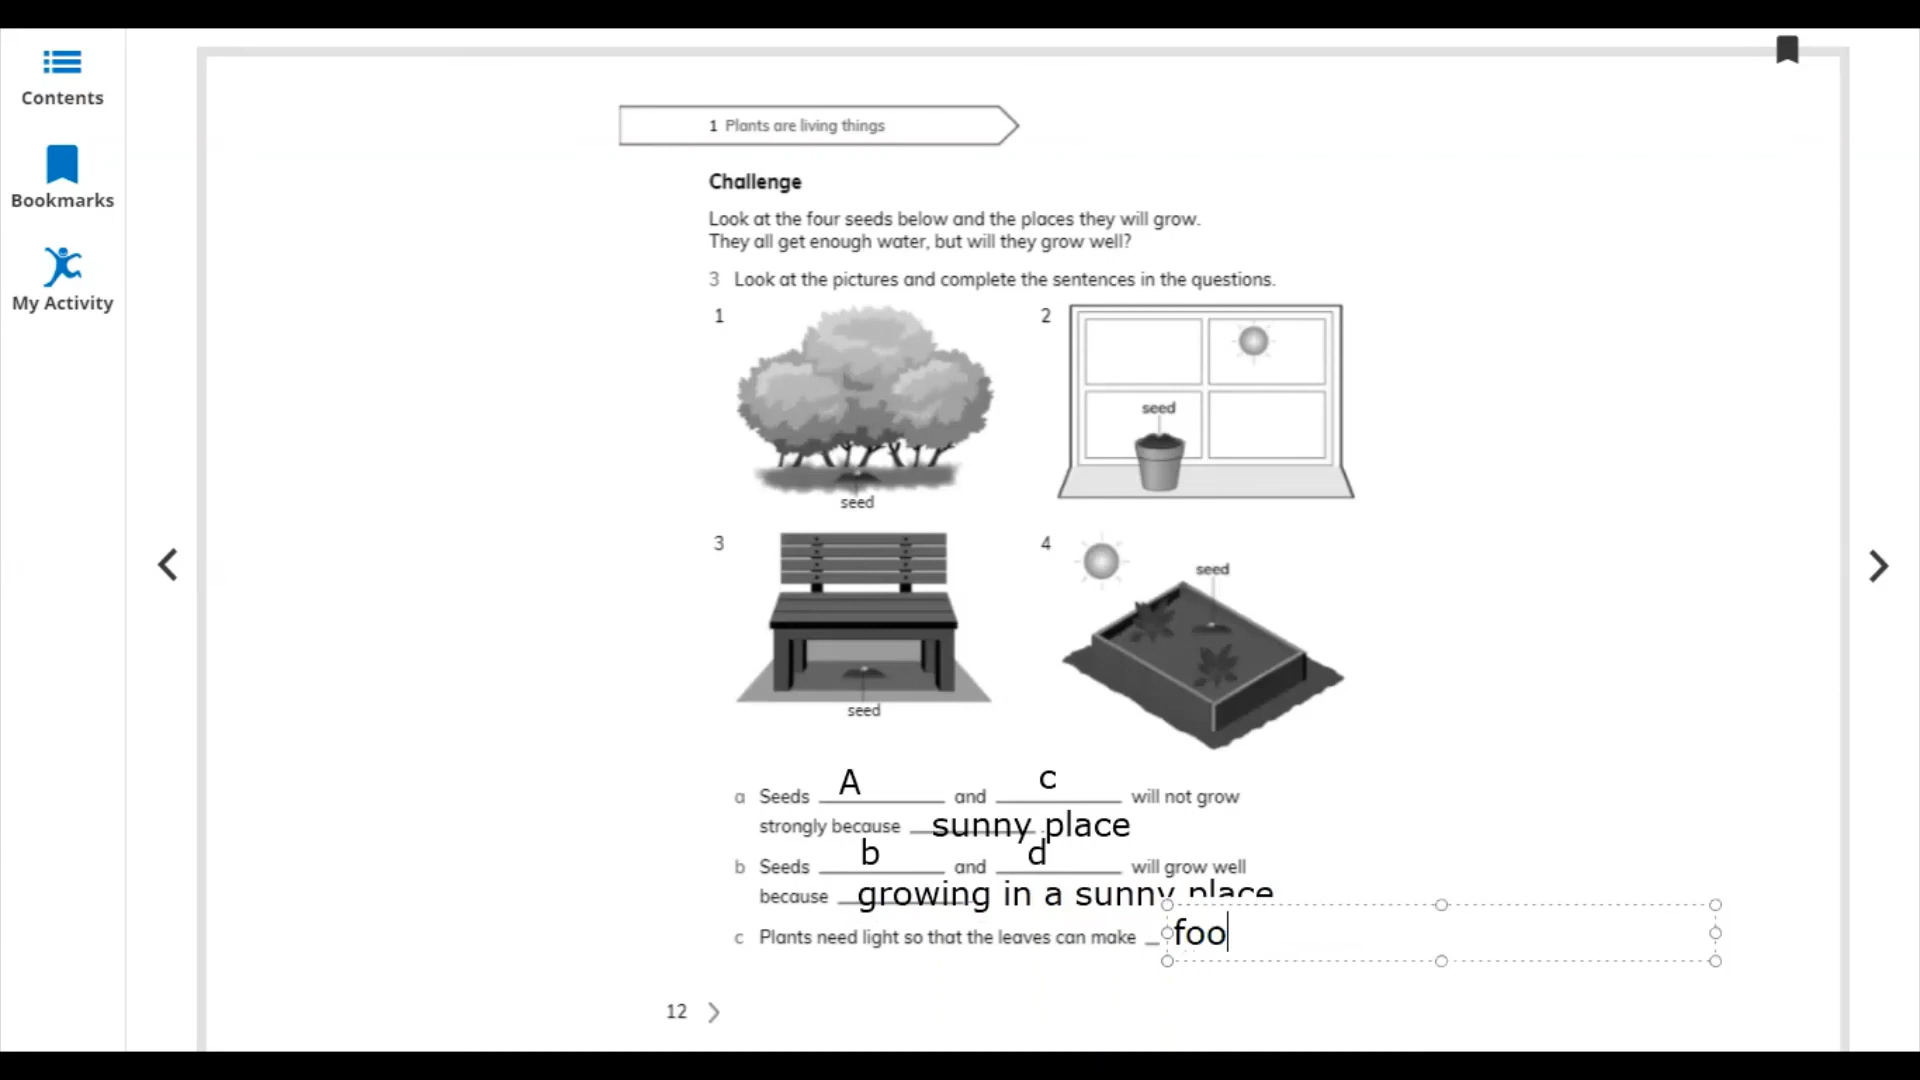 Contents
Bookmarks
My Activity
1 Plants are living things
Challenge
Look at the four seeds below and the places they will grow.
They all get enough water, but will they grow well?
3 Look at the pictures and complete the sentences in the questions.
1
seed
2
seed
3
seed
4
seed
a Seeds A and c will not grow
strongly because sunny place
b Seeds b and d will grow well
because growing in a sunny place
c Plants need light so that the leaves can make foo
12